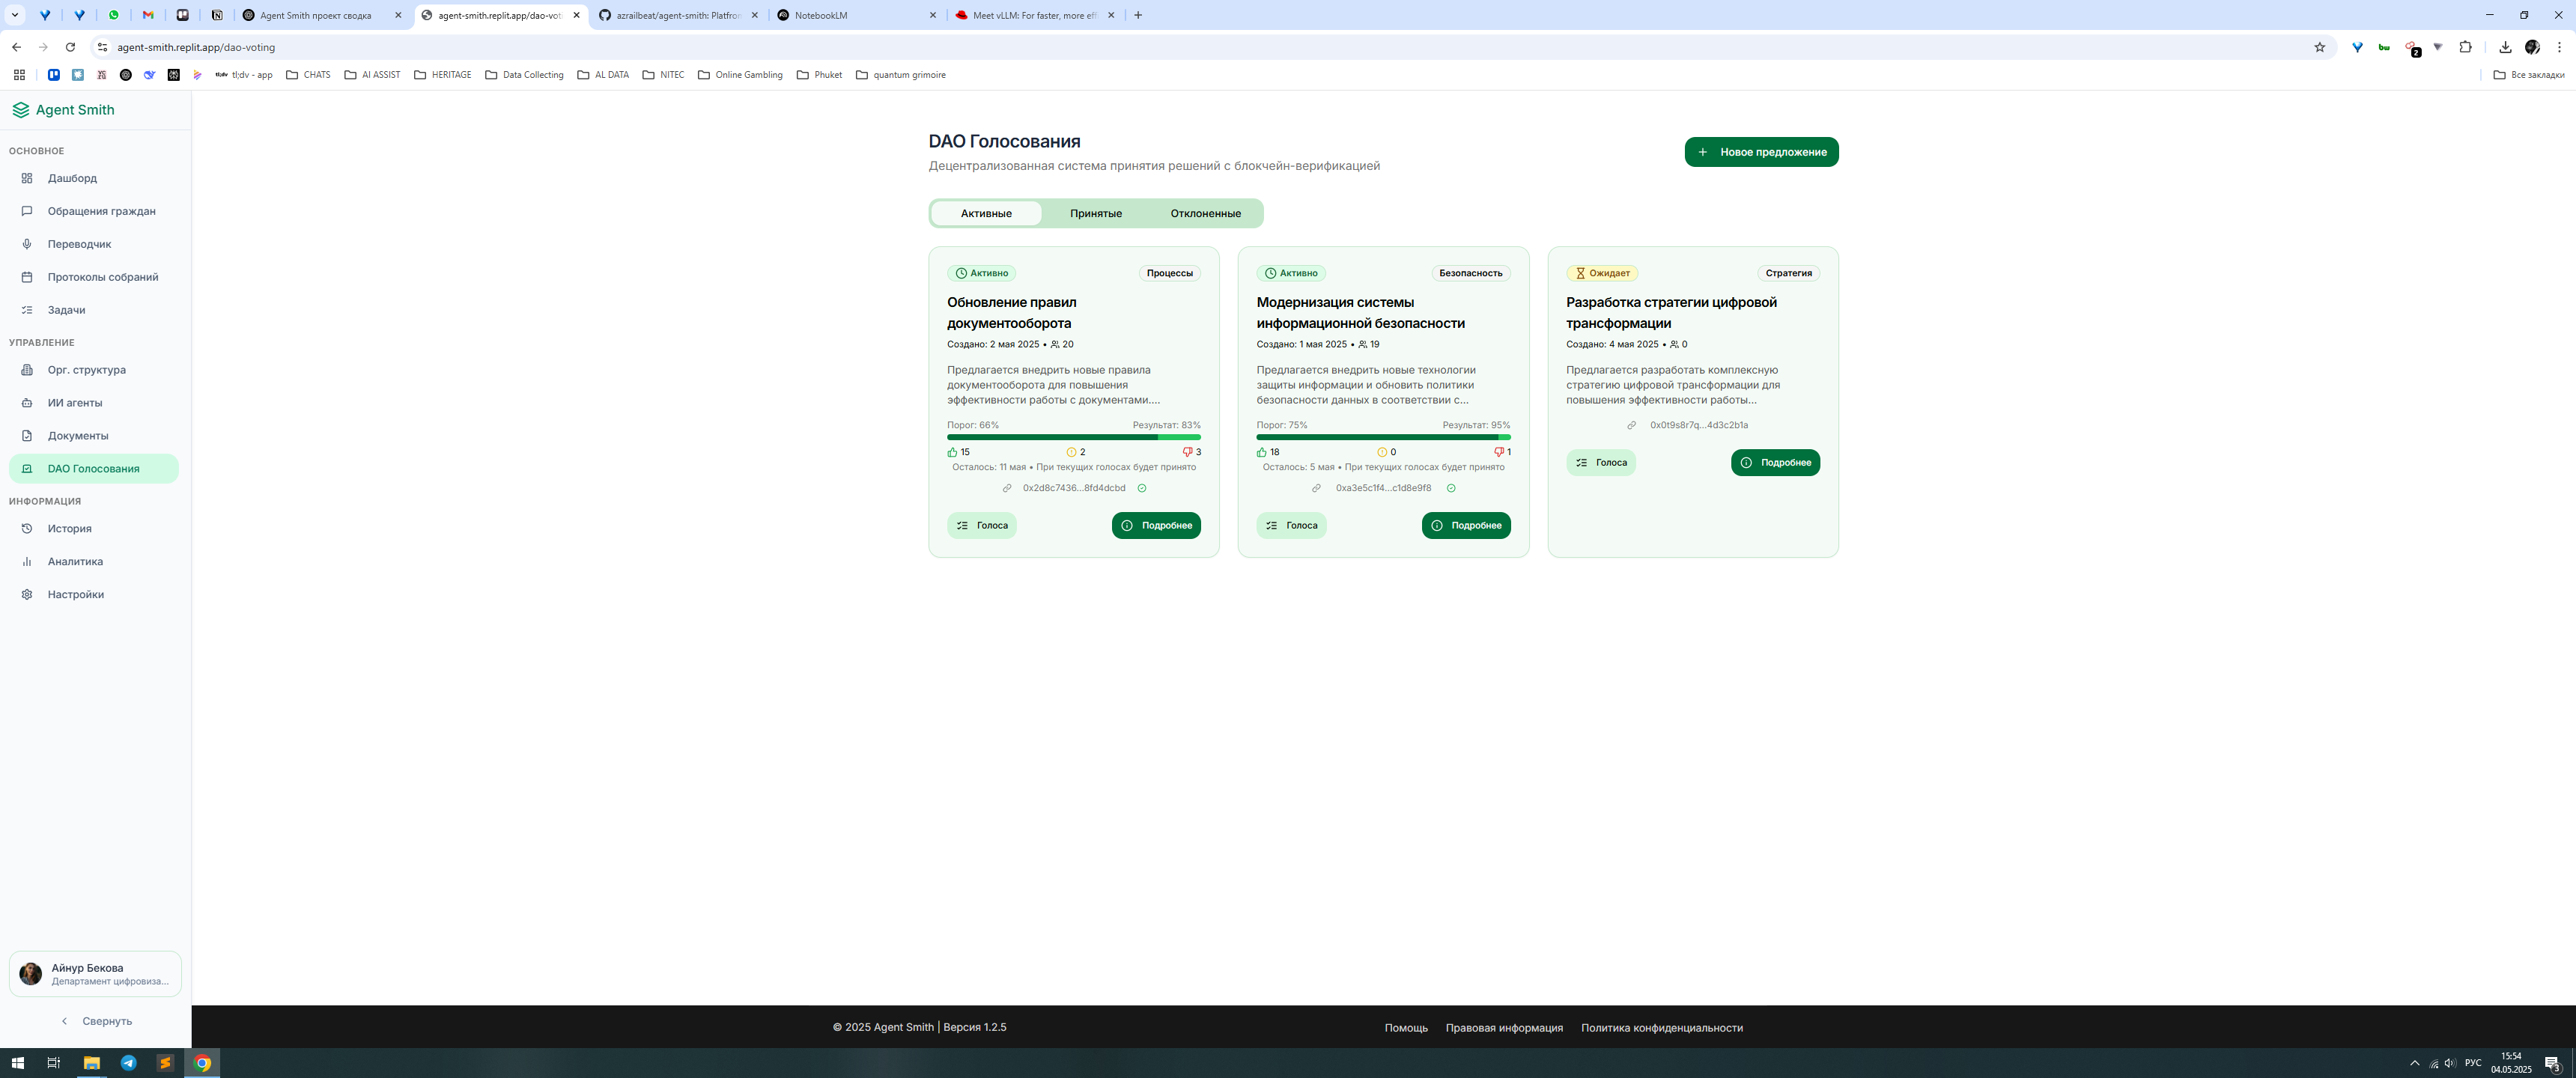 Agent Smith проект сводка
agent-smith.replit.app/dao-vot
azrailbeat/agent-smith: Platfro
NotebookLM
Meet vLLM: For faster, more eff
agent-smith.replit.app/dao-voting
2
tl;dv tl;dv - app
CHATS
AI ASSIST
HERITAGE
Data Collecting
AL DATA
NITEC
Online Gambling
Phuket
quantum grimoire
Все закладки
Agent Smith
ОСНОВНОЕ
Дашборд
Обращения граждан
Переводчик
Протоколы собраний
Задачи
УПРАВЛЕНИЕ
Орг. структура
ИИ агенты
Документы
DAO Голосования
ИНФОРМАЦИЯ
История
Аналитика
Настройки
Айнур Бекова
Департамент цифровиза...
Свернуть
DAO Голосования
Децентрализованная система принятия решений с блокчейн-верификацией
Новое предложение
Активные
Принятые
Отклоненные
Активно
Процессы
Обновление правил
документооборота
Создано: 2 мая 2025 • 20
Предлагается внедрить новые правила
документооборота для повышения
эффективности работы с документами....
Порог: 66%
Результат: 83%
15
2
3
Осталось: 11 мая • При текущих голосах будет принято
0x2d8c7436...8fd4dcbd
Голоса
Подробнее
Активно
Безопасность
Модернизация системы
информационной безопасности
Создано: 1 мая 2025 • 19
Предлагается внедрить новые технологии
защиты информации и обновить политики
безопасности данных в соответствии с...
Порог: 75%
Результат: 95%
18
0
1
Осталось: 5 мая • При текущих голосах будет принято
0xa3e5c1f4...c1d8e9f8
Голоса
Подробнее
Ожидает
Стратегия
Разработка стратегии цифровой
трансформации
Создано: 4 мая 2025 • 0
Предлагается разработать комплексную
стратегию цифровой трансформации для
повышения эффективности работы...
0x0t9s8r7q...4d3c2b1a
Голоса
Подробнее
© 2025 Agent Smith | Версия 1.2.5
Помощь
Правовая информация
Политика конфиденциальности
РУС
15:54
04.05.2025
3